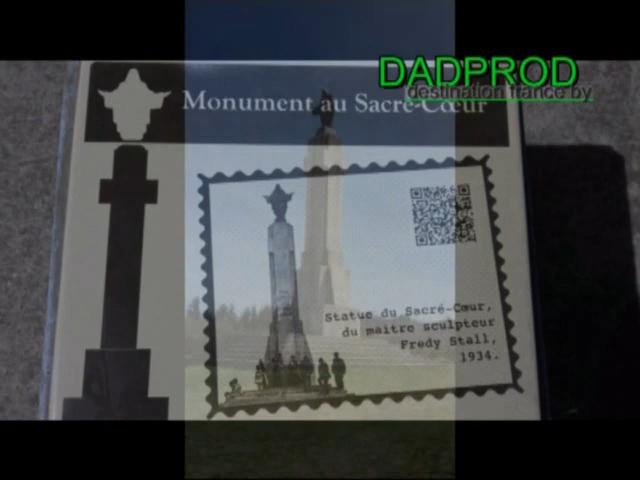 DADPROD
destination france by
Monument au Sacré-Cœur
Statue du Sacré-Cœur,
du maître sculpteur
Fredy Stall,
1934.